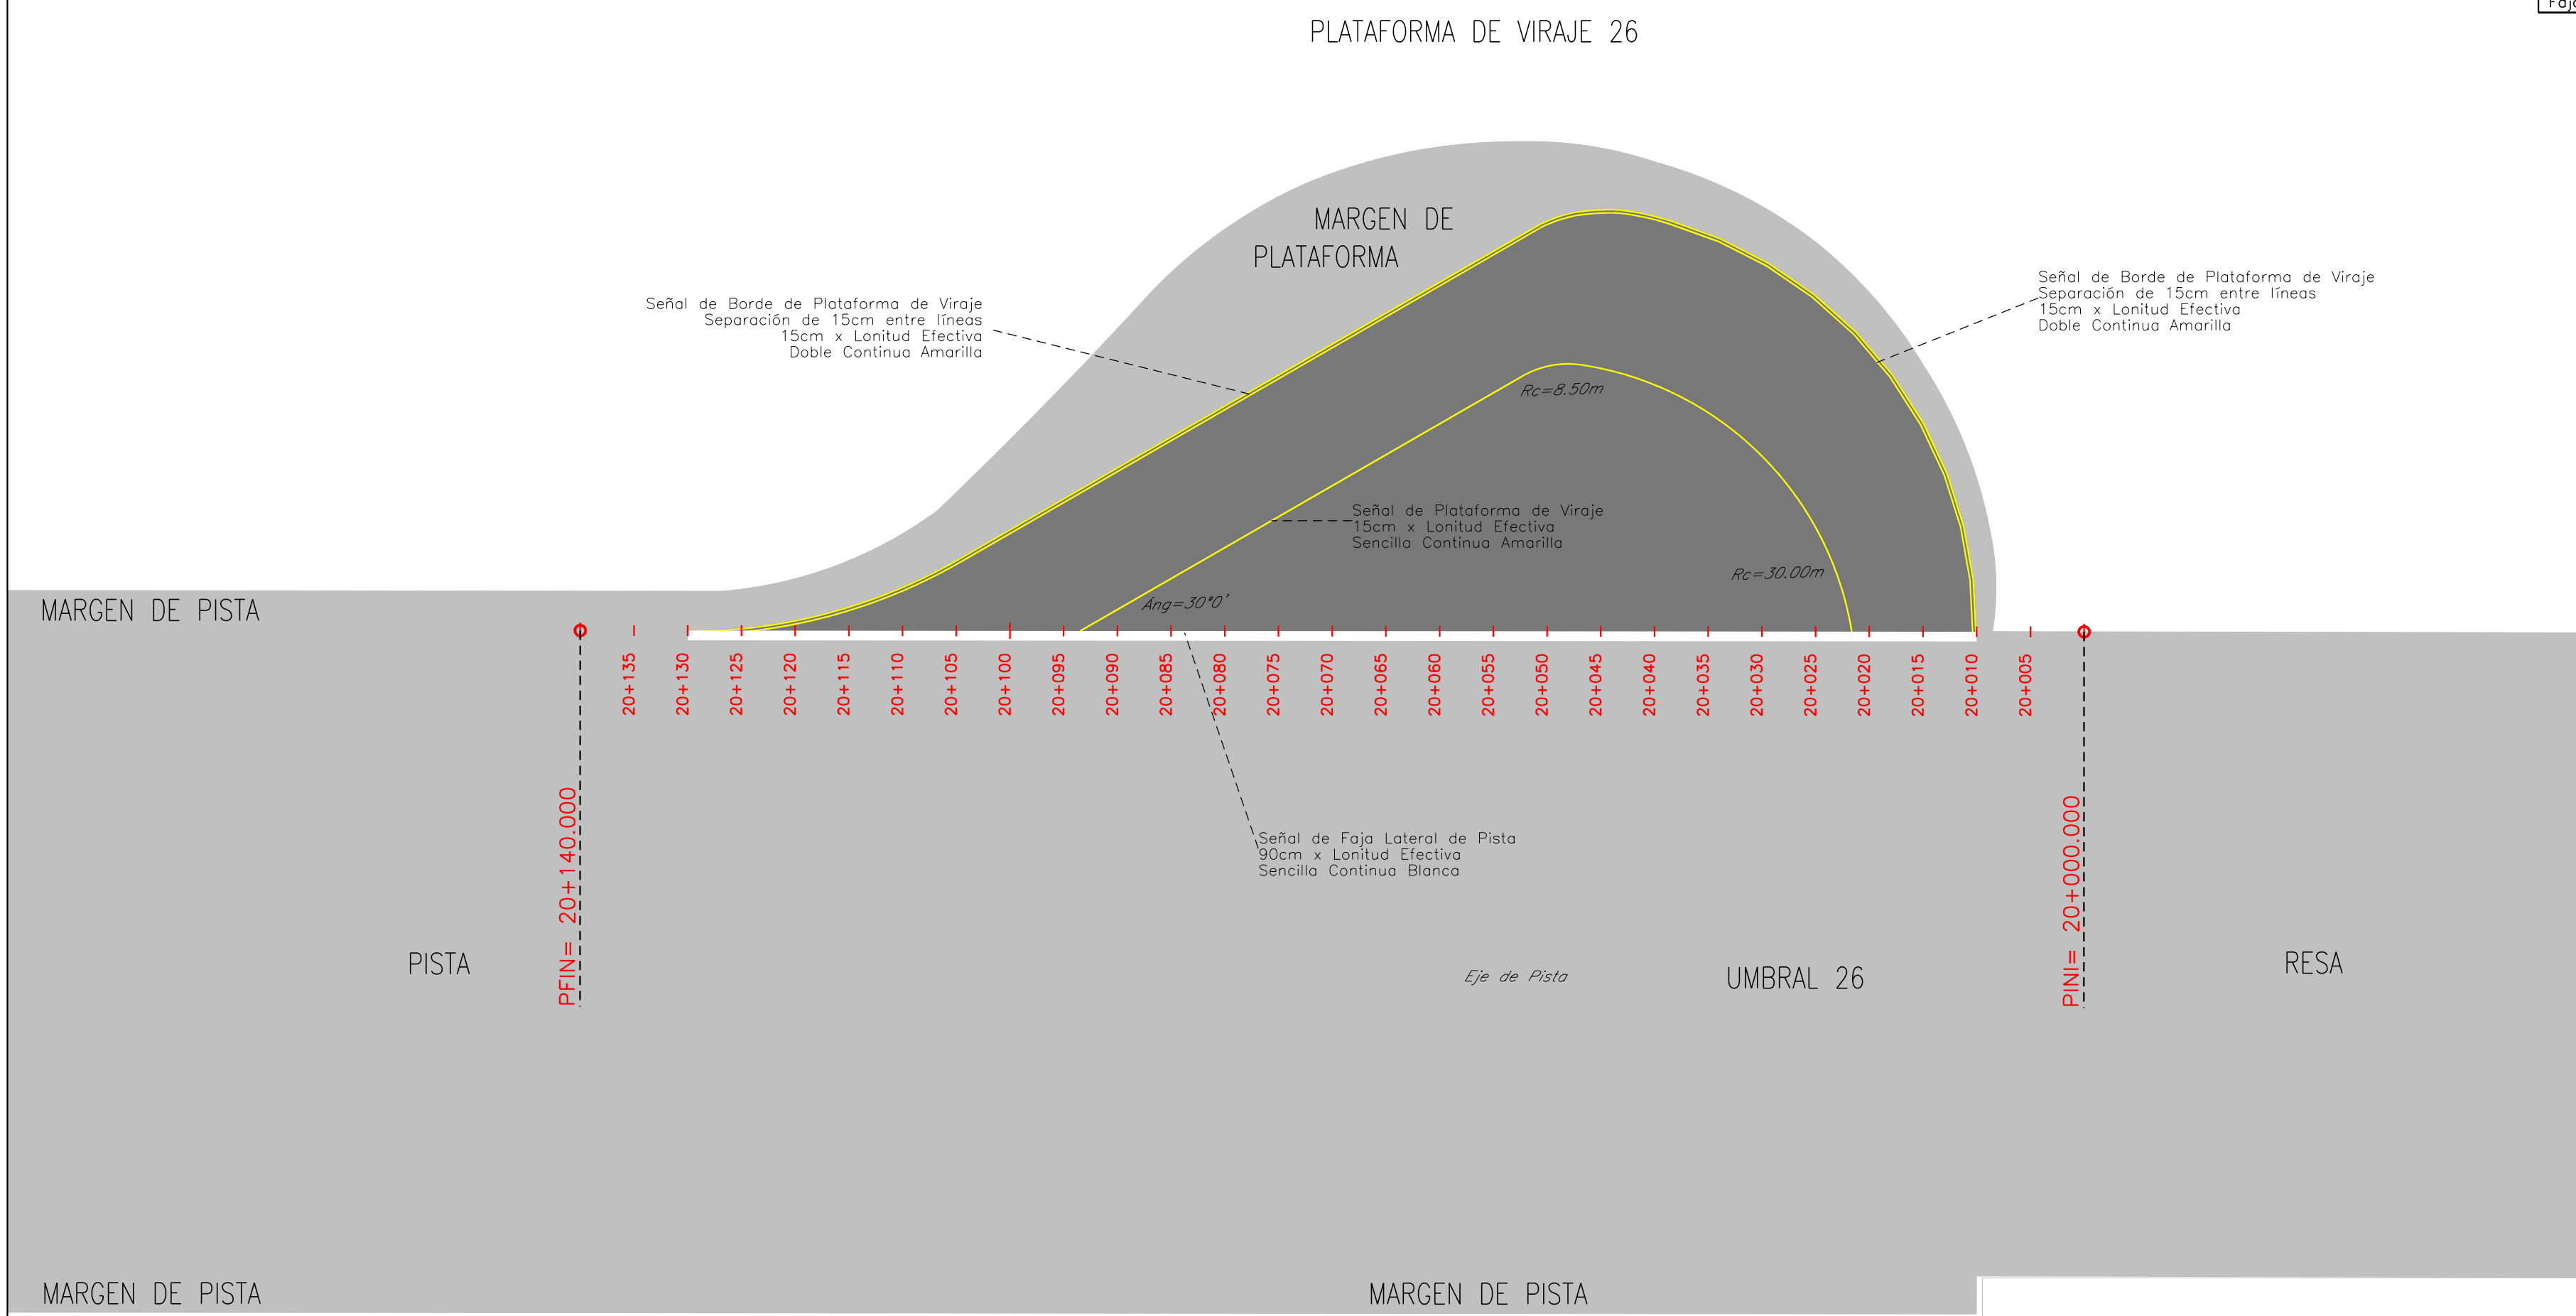 Faja
PLATAFORMA DE VIRAJE 26
MARGEN DE
PLATAFORMA
Señal de Borde de Plataforma de Viraje
Separación de 15cm entre líneas
15cm x Lonitud Efectiva
Doble Continua Amarilla
Señal de Borde de Plataforma de Viraje
Separación de 15cm entre líneas
15cm x Lonitud Efectiva
Doble Continua Amarilla
Rc=8.50m
Señal de Plataforma de Viraje
15cm x Lonitud Efectiva
Sencilla Continua Amarilla
Rc=30.00m
Áng=30°0'
MARGEN DE PISTA
20+135
20+130
20+125
20+120
20+115
20+110
20+105
20+100
20+095
20+090
20+085
20+080
20+075
20+070
20+065
20+060
20+055
20+050
20+045
20+040
20+035
20+030
20+025
20+020
20+015
20+010
20+005
PFIN= 20+140.000
PINI= 20+000.000
Señal de Faja Lateral de Pista
90cm x Lonitud Efectiva
Sencilla Continua Blanca
PISTA
Eje de Pista
UMBRAL 26
RESA
MARGEN DE PISTA
MARGEN DE PISTA